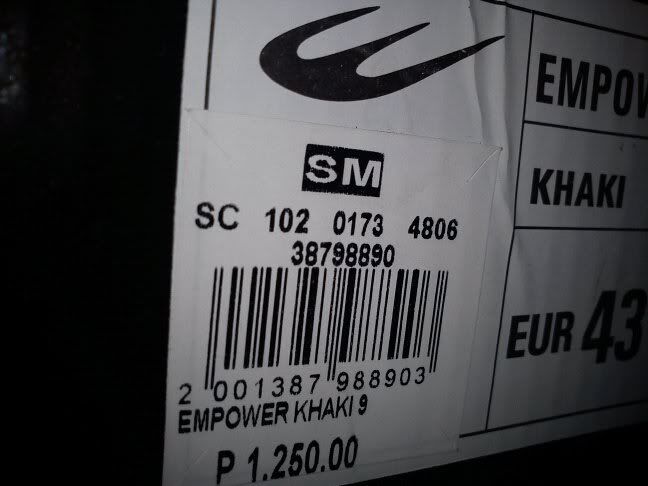 EMPOW
KHAKI
EUR 43
SM
SC 102 0173 4806
38798890
2 001387 988903
EMPOWER KHAKI 9
P 1.250.00